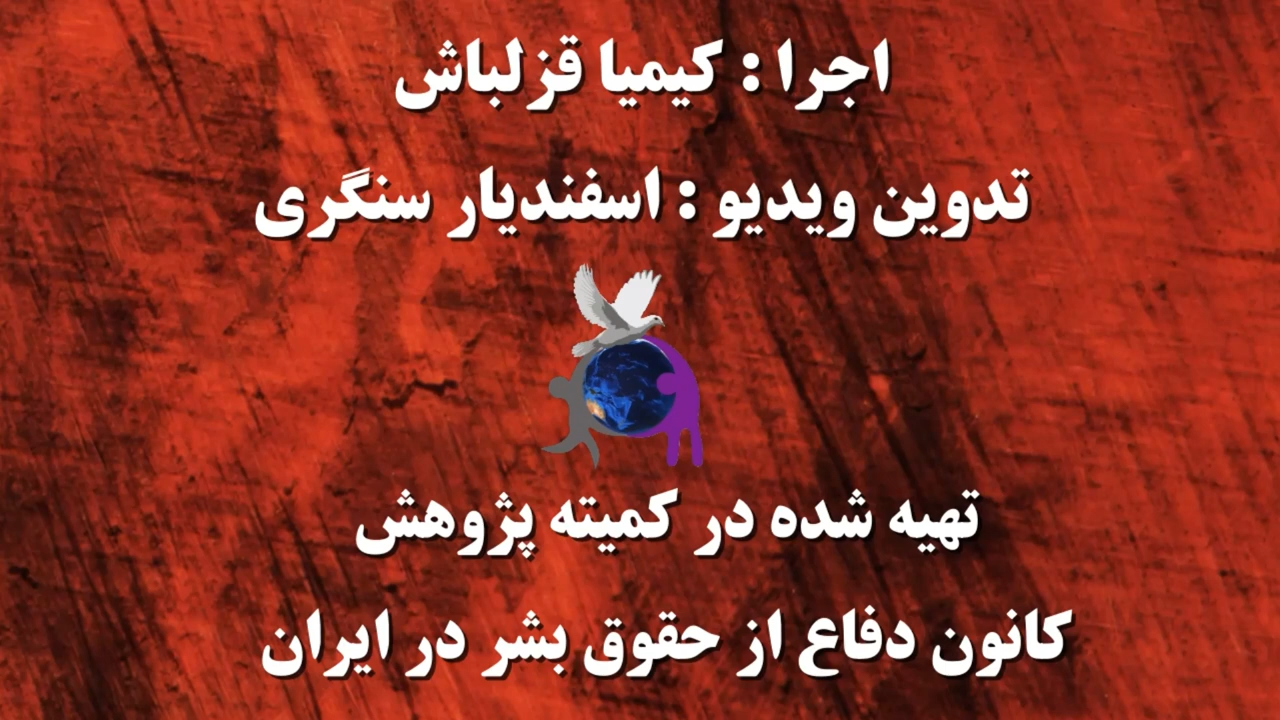 اجرا : کیمیا قزلباش
تدوین ویدیو : اسفندیار سنگری
تهیه شده در کمیته پژوهش
کانون دفاع از حقوق بشر در ایران